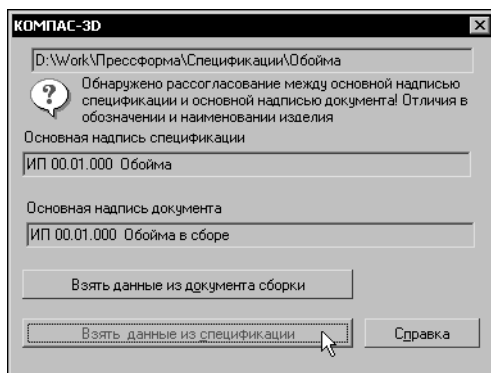 КОМПАС-3D
D:\Work\Прессформа\Спецификации\Обойма
Обнаружено рассогласование между основной надписью
спецификации и основной надписью документа! Отличия в
обозначении и наименовании изделия
Основная надпись спецификации
ИП 00.01.000 Обойма
Основная надпись документа
ИП 00.01.000 Обойма в сборе
Взять данные из документа сборки
Взять данные из спецификации
Справка